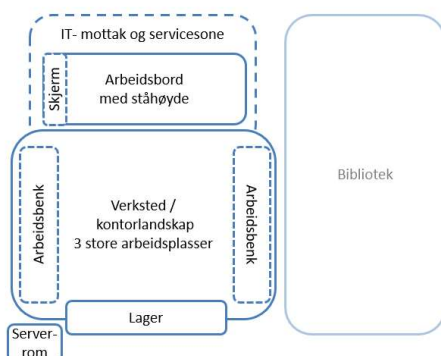 IT- mottak og servicesone
Skjerm
Arbeidsbord
med ståhøyde
Arbeidsbenk
Verksted /
kontorlandskap
3 store arbeidsplasser
Arbeidsbenk
Bibliotek
Lager
Server-
rom